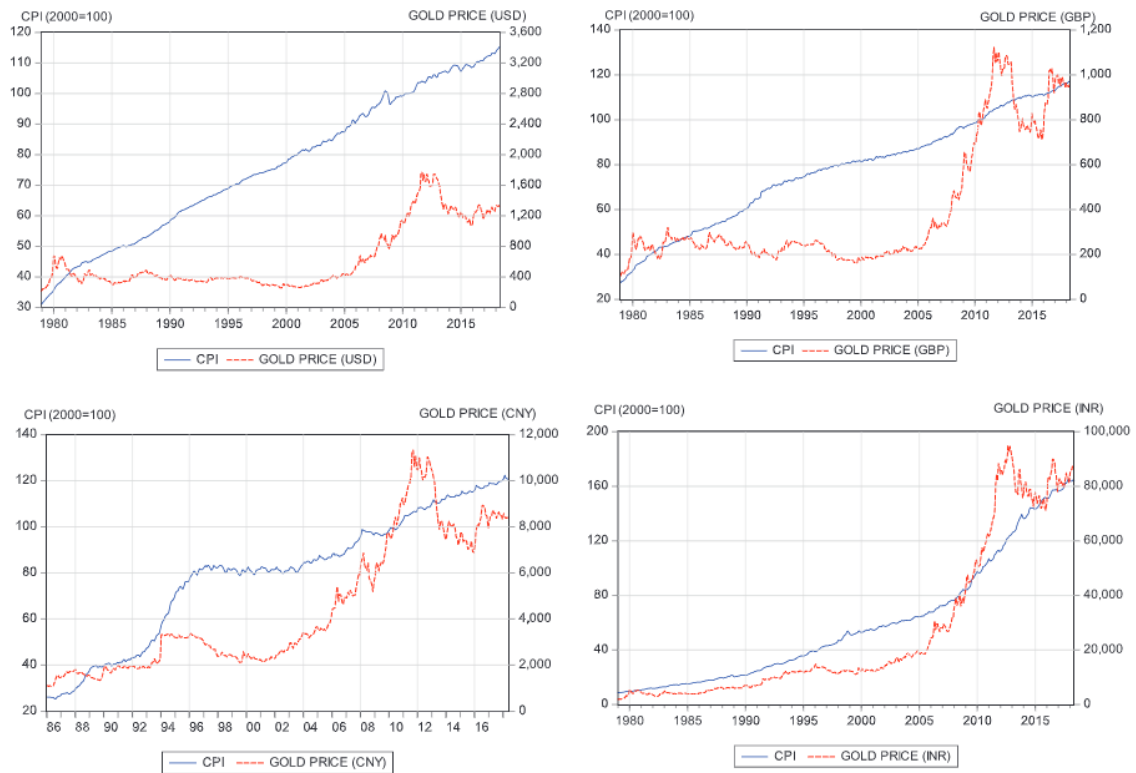 CPI (2000=100) GOLD PRICE (USD)
120 3,600
110 3,200
100 2,800
90 2,400
80 2,000
70 1,600
60 1,200
50 800
40 400
30 0
1980 1985 1990 1995 2000 2005 2010 2015
CPI GOLD PRICE (USD)
CPI (2000=100) GOLD PRICE (GBP)
140 1,200
120 1,000
100 800
80 600
60 400
40 200
20 0
1980 1985 1990 1995 2000 2005 2010 2015
CPI GOLD PRICE (GBP)
CPI (2000=100) GOLD PRICE (CNY)
140 12,000
120 10,000
100 8,000
80 6,000
60 4,000
40 2,000
20 0
86 88 90 92 94 96 98 00 02 04 06 08 10 12 14 16
CPI GOLD PRICE (CNY)
CPI (2000=100) GOLD PRICE (INR)
200 100,000
160 80,000
120 60,000
80 40,000
40 20,000
0 0
1980 1985 1990 1995 2000 2005 2010 2015
CPI GOLD PRICE (INR)